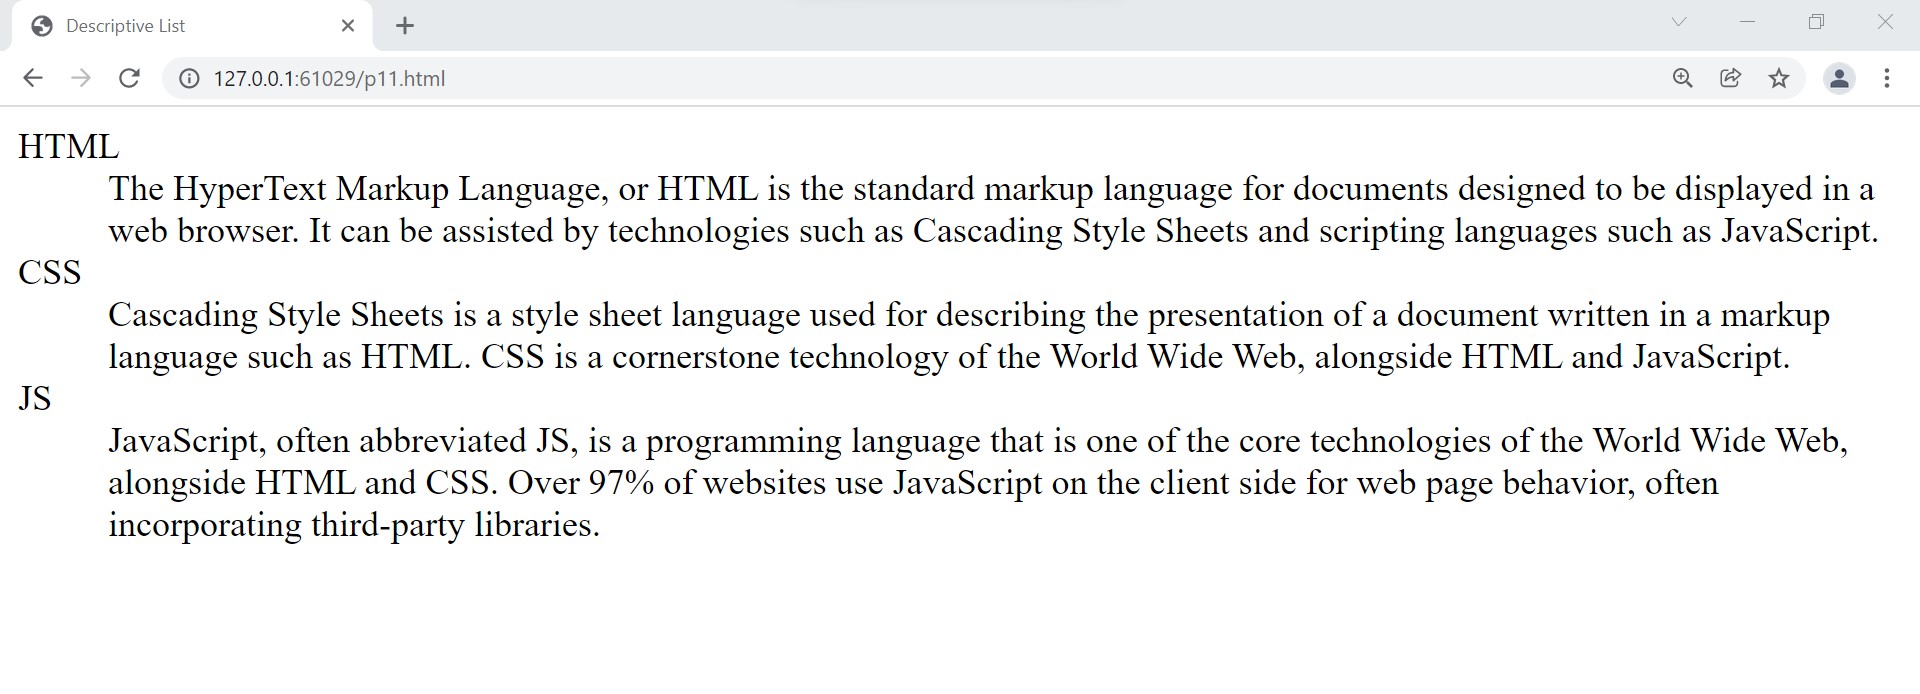 Descriptive List
127.0.0.1:61029/p11.html
HTML
The HyperText Markup Language, or HTML is the standard markup language for documents designed to be displayed in a
web browser. It can be assisted by technologies such as Cascading Style Sheets and scripting languages such as JavaScript.
CSS
Cascading Style Sheets is a style sheet language used for describing the presentation of a document written in a markup
language such as HTML. CSS is a cornerstone technology of the World Wide Web, alongside HTML and JavaScript.
JS
JavaScript, often abbreviated JS, is a programming language that is one of the core technologies of the World Wide Web,
alongside HTML and CSS. Over 97% of websites use JavaScript on the client side for web page behavior, often
incorporating third-party libraries.